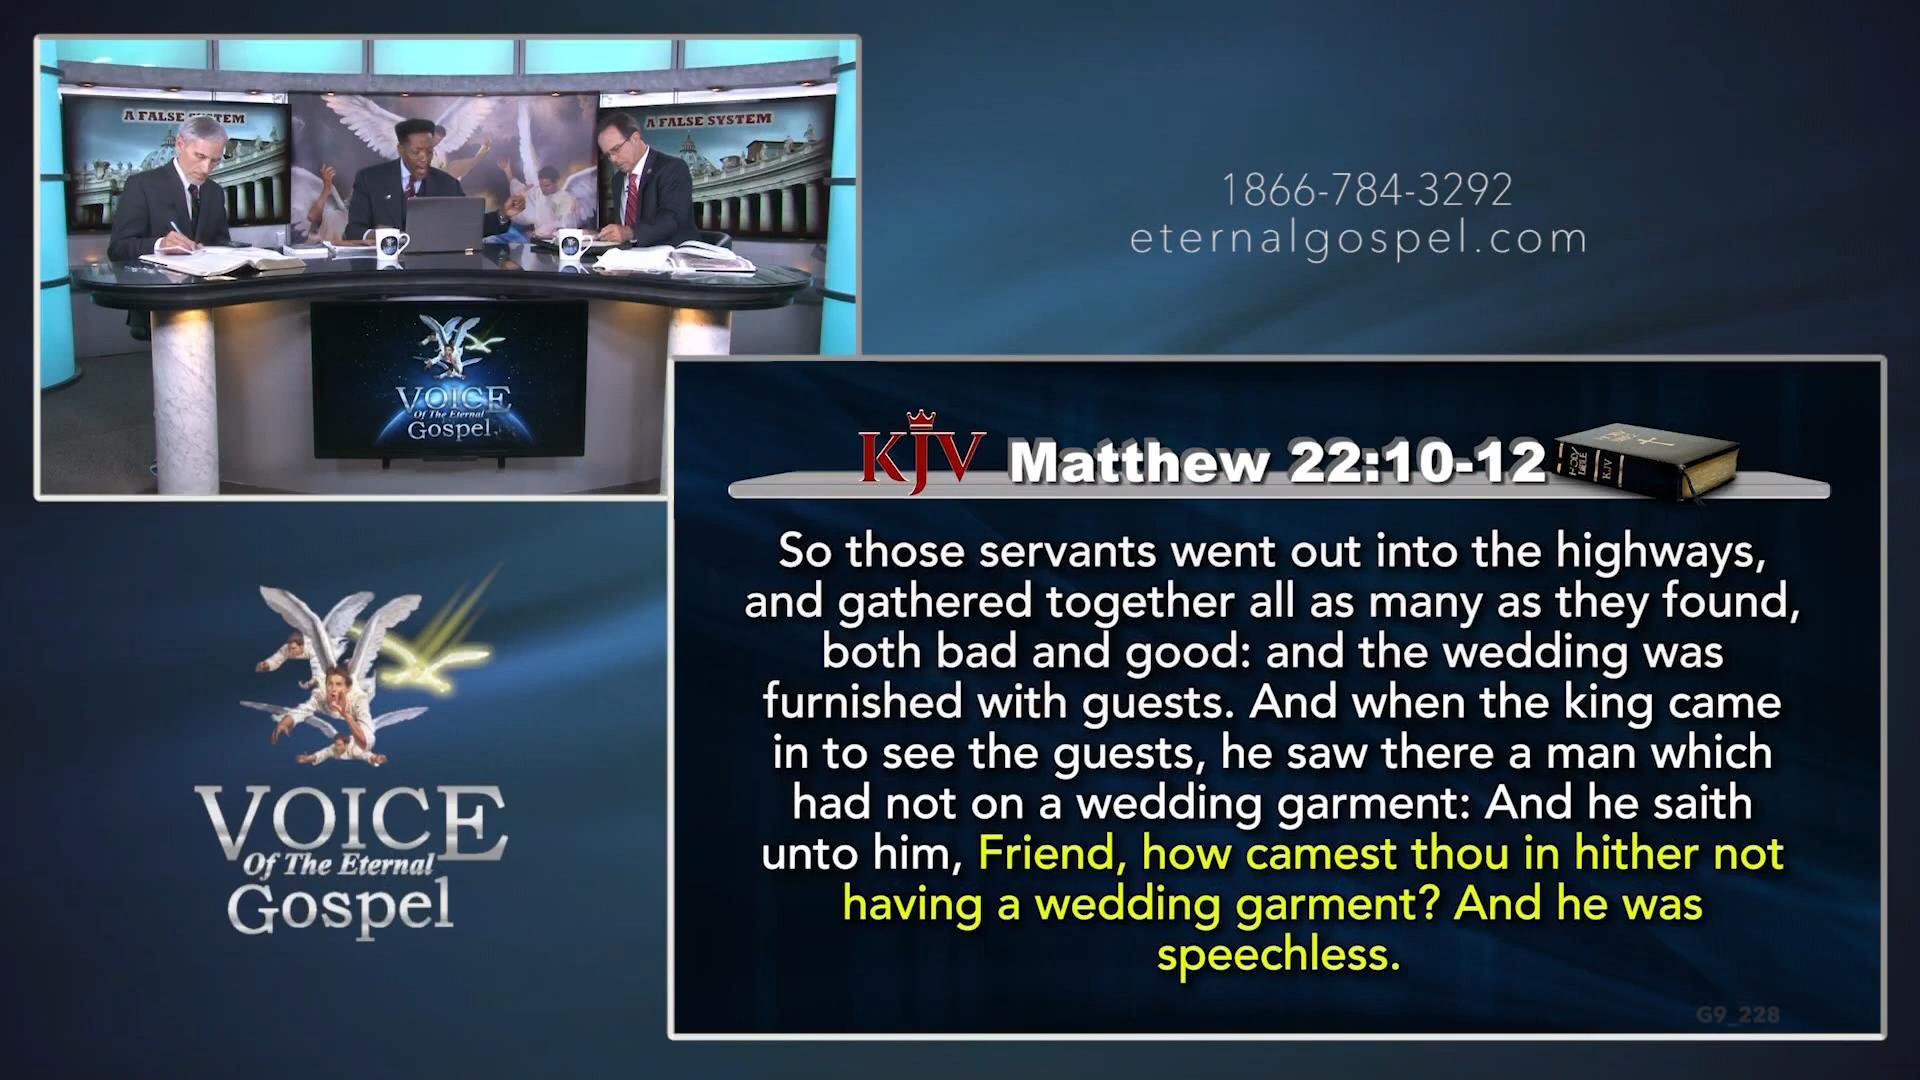 A FALSE SYSTEM
A FALSE SYSTEM
VOICE
Of The Eternal
Gospel
1866-784-3292
eternalgospel.com
KJV Matthew 22:10-12
HOLY BIBLE KJV
So those servants went out into the highways,
and gathered together all as many as they found,
both bad and good: and the wedding was
furnished with guests. And when the king came
in to see the guests, he saw there a man which
had not on a wedding garment: And he saith
unto him, Friend, how camest thou in hither not
having a wedding garment? And he was
speechless.
G9_228
VOICE
Of The Eternal
Gospel